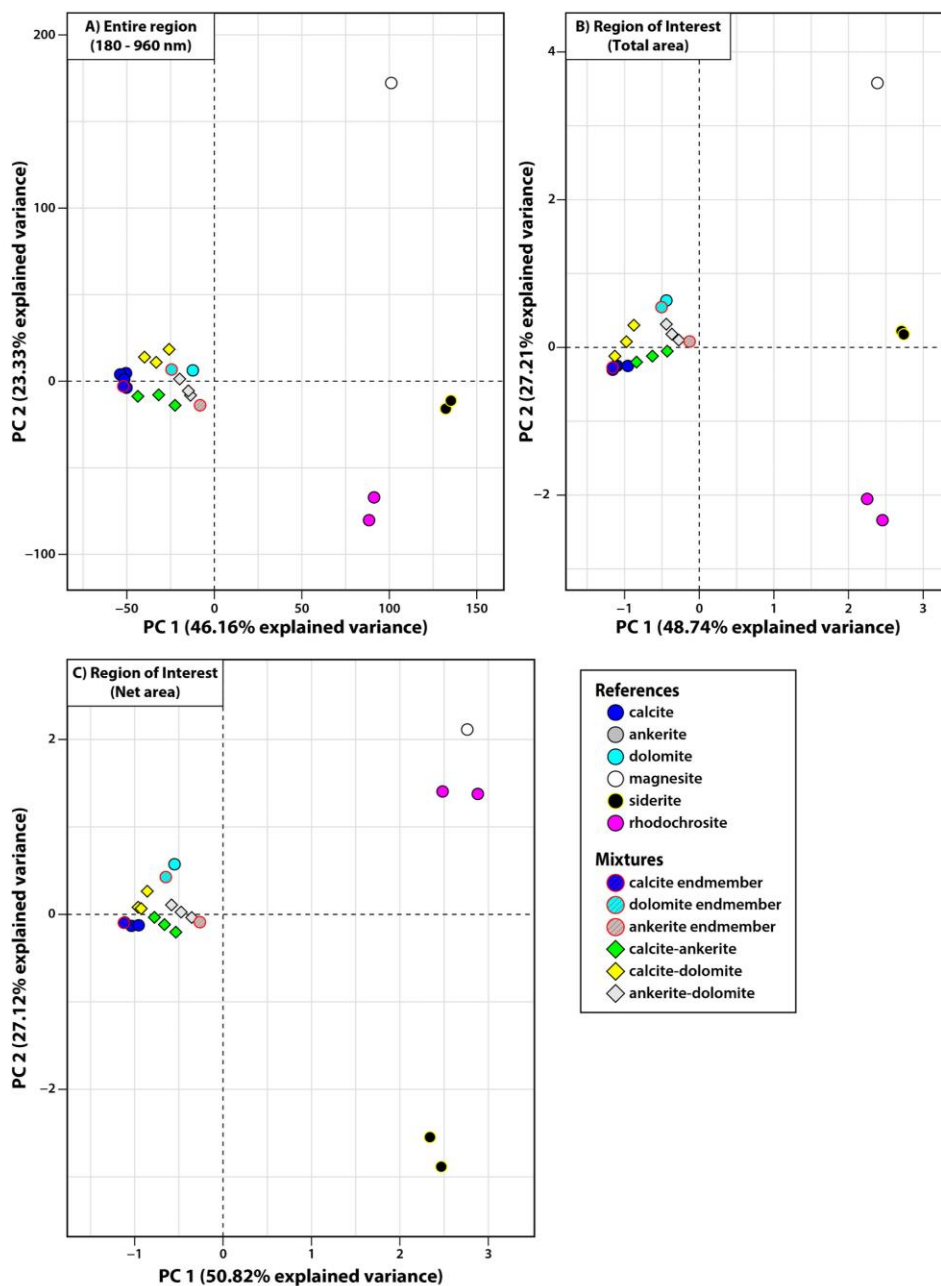 A) Entire region
(180 - 960 nm)
200
100
0
−100
PC 2 (23.33% explained variance)
−50
0
50
100
150
PC 1 (46.16% explained variance)
B) Region of Interest
(Total area)
4
2
0
−2
PC 2 (27.21% explained variance)
−1
0
1
2
3
PC 1 (48.74% explained variance)
C) Region of Interest
(Net area)
2
0
−2
PC 2 (27.12% explained variance)
−1
0
1
2
3
PC 1 (50.82% explained variance)
References
calcite
ankerite
dolomite
magnesite
siderite
rhodochrosite
Mixtures
calcite endmember
dolomite endmember
ankerite endmember
calcite-ankerite
calcite-dolomite
ankerite-dolomite